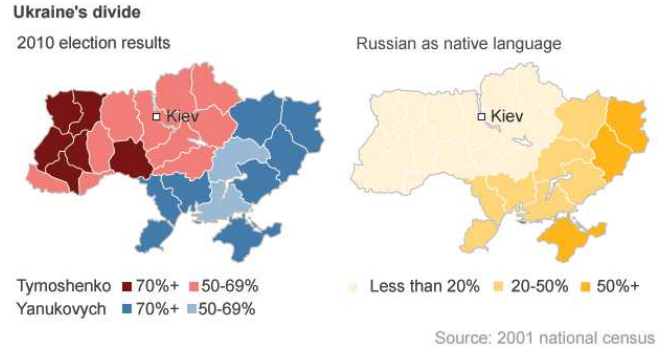 Ukraine's divide
2010 election results
Russian as native language
Kiev
Kiev
Tymoshenko 70%+ 50-69%
Yanukovych 70%+ 50-69%
Less than 20% 20-50% 50%+
Source: 2001 national census